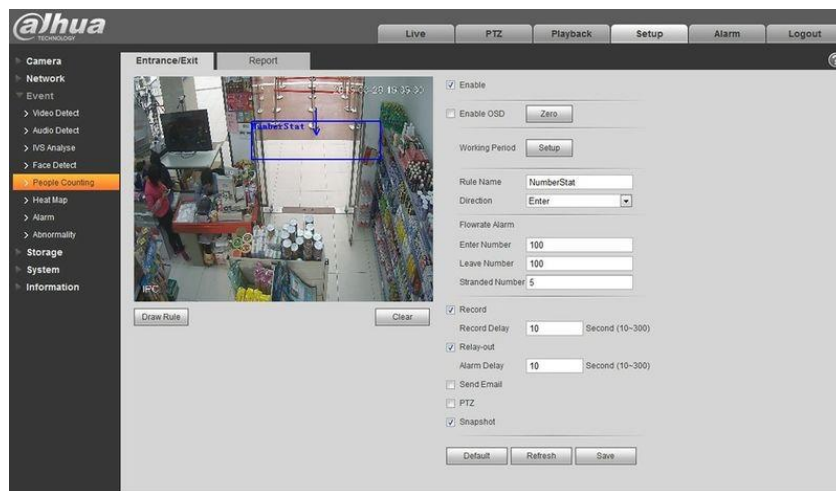 alhua
TECHNOLOGY
Live
PTZ
Playback
Setup
Alarm
Logout
Camera
Network
Event
Video Detect
Audio Detect
IVS Analyse
Face Detect
People Counting
Heat Map
Alarm
Abnormality
Storage
System
Information
Entrance/Exit
Report
NumberStat
IPC
Draw Rule
Clear
Enable
Enable OSD
Zero
Working Period
Setup
Rule Name
NumberStat
Direction
Enter
Flowrate Alarm
Enter Number
100
Leave Number
100
Stranded Number
5
Record
Record Delay
10
Second (10~300)
Relay-out
Alarm Delay
10
Second (10~300)
Send Email
PTZ
Snapshot
Default
Refresh
Save